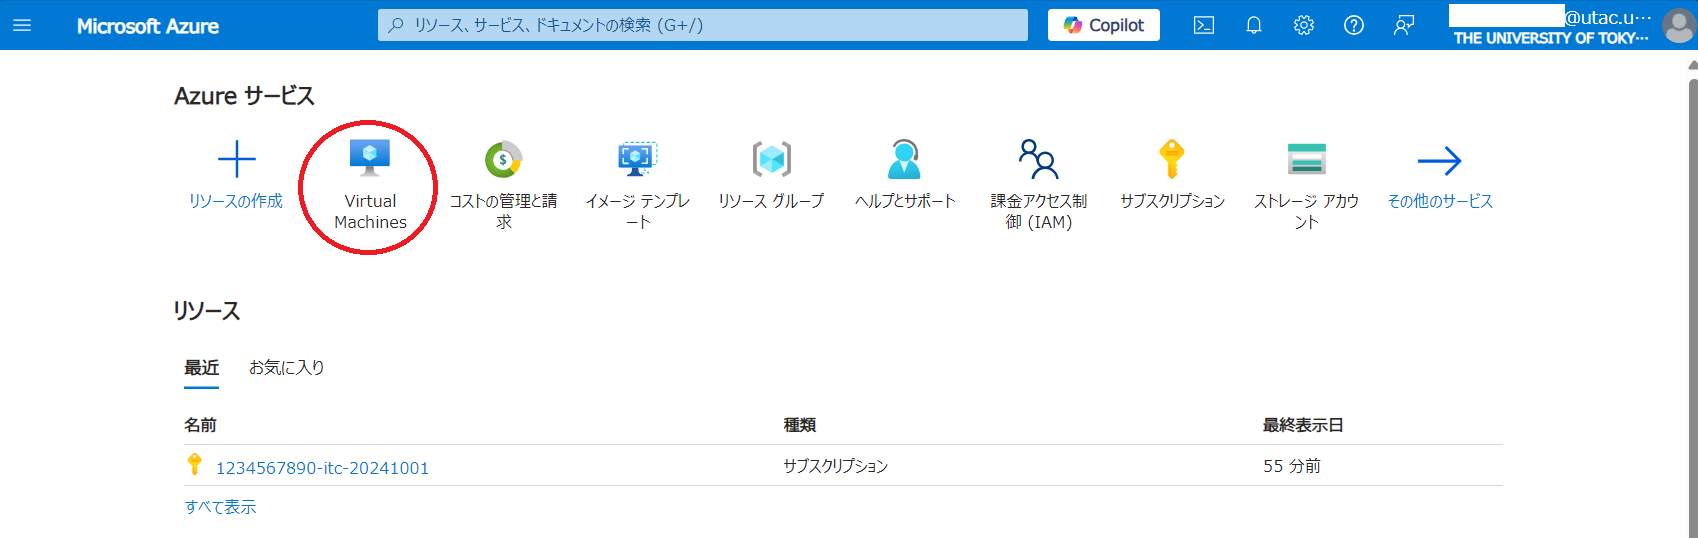 Microsoft Azure
リソース、サービス、ドキュメントの検索 (G+/)
Copilot
@utac.u…
THE UNIVERSITY OF TOKY…
Azure サービス
リソースの作成
Virtual
Machines
コストの管理と請
求
イメージ テンプレ
ート
リソース グループ
ヘルプとサポート
課金アクセス制
御 (IAM)
サブスクリプション
ストレージ アカウ
ント
その他のサービス
リソース
最近 お気に入り
名前 種類 最終表示日
1234567890-itc-20241001 サブスクリプション 55 分前
すべて表示